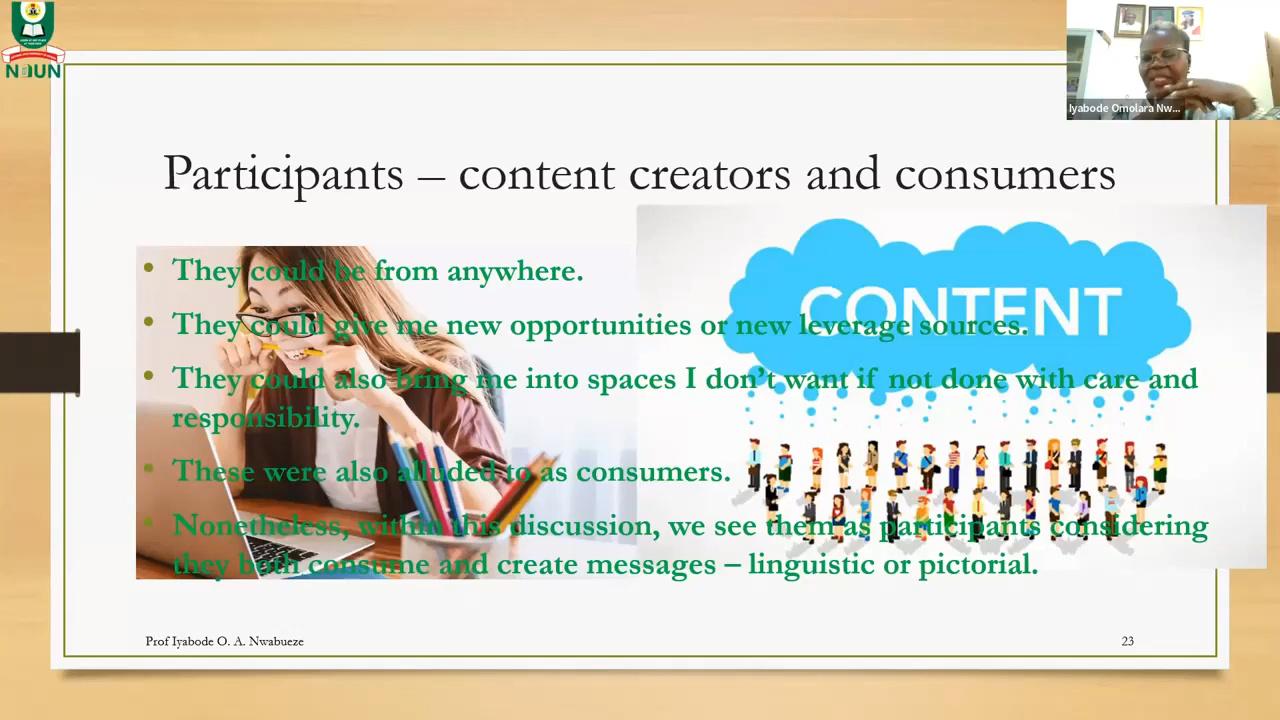 NOUN
Iyabode Omolara Nw...
Participants – content creators and consumers
CONTENT
• They could be from anywhere.
• They could give me new opportunities or new leverage sources.
• They could also bring me into spaces I don't want if not done with care and
responsibility.
• These were also alluded to as consumers.
• Nonetheless, within this discussion, we see them as participants considering
they both consume and create messages – linguistic or pictorial.
Prof Iyabode O. A. Nwabueze
23